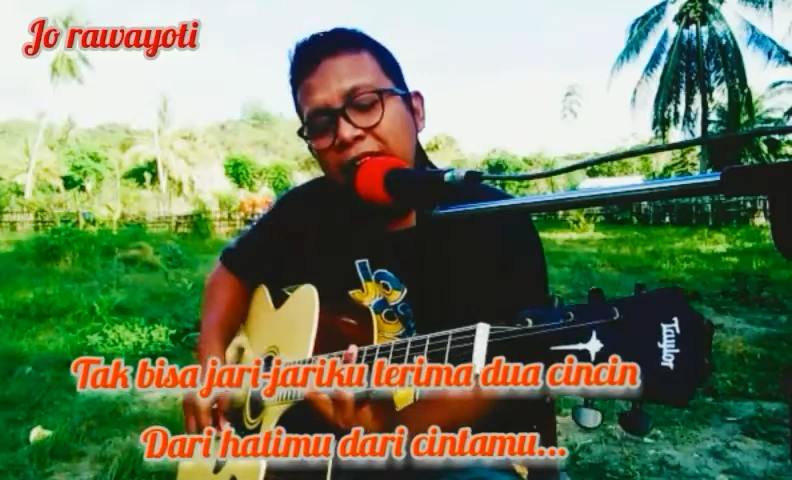 Jo rawayoti
Taylor
Tak bisa jari-jariku terima dua cincin
Dari hatimu dari cintamu...